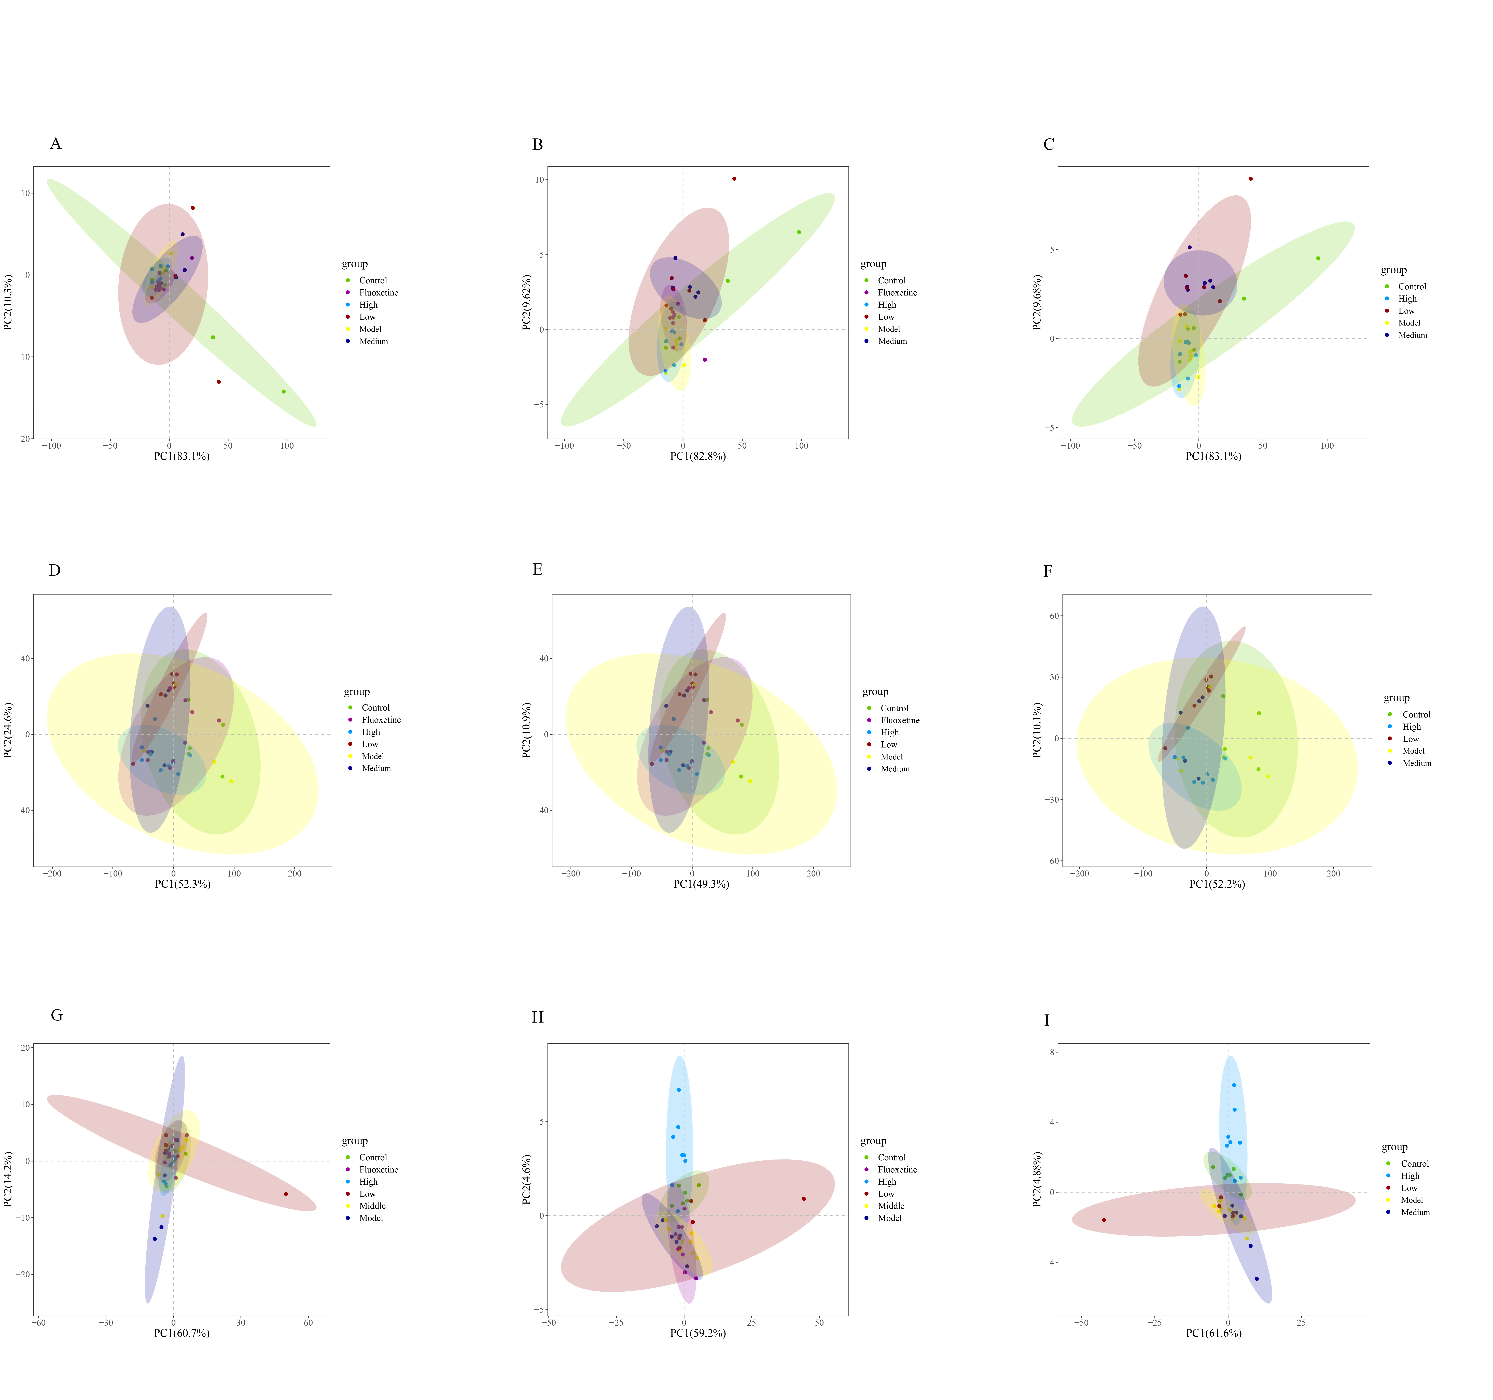 A
B
C
PC2(10.3%)
10
0
10
20
−100
−50
0
50
100
PC1(83.1%)
group
Control
Fluoxetine
High
Low
Model
Medium
PC2(9.62%)
10
5
0
−5
−100
−50
0
50
100
PC1(82.8%)
group
Control
Fluoxetine
High
Low
Model
Medium
PC2(9.68%)
5
0
−5
−100
−50
0
50
100
PC1(83.1%)
group
Control
High
Low
Model
Medium
D
E
F
PC2(24.6%)
40
0
40
−200
−100
0
100
200
PC1(52.3%)
group
Control
Fluoxetine
High
Low
Model
Medium
PC2(10.9%)
40
0
40
−200
−100
0
100
200
PC1(49.3%)
group
Control
Fluoxetine
High
Low
Model
Medium
PC2(10.1%)
60
30
0
−30
60
−200
−100
0
100
200
PC1(52.2%)
group
Control
High
Low
Model
Medium
G
H
I
PC2(14.2%)
20
10
0
−10
−20
−60
−30
0
30
60
PC1(60.7%)
group
Control
Fluoxetine
High
Low
Middle
Model
PC2(4.6%)
5
0
−5
−50
−25
0
25
50
PC1(59.2%)
group
Control
Fluoxetine
High
Low
Middle
Model
PC2(4.88%)
8
4
0
4
−50
−25
0
25
PC1(61.6%)
group
Control
High
Low
Model
Medium